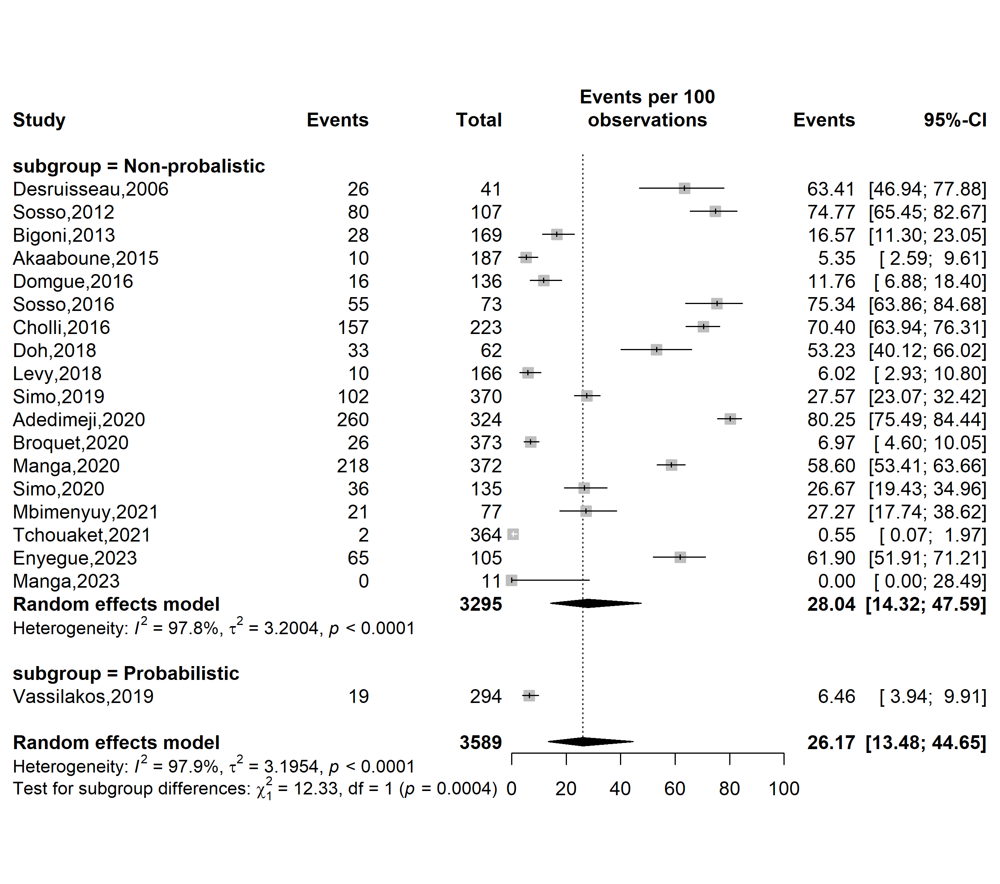 Events per 100
Study Events Total observations Events 95%-CI
subgroup = Non-probalistic
Desruisseau,2006 26 41 63.41 [46.94; 77.88]
Sosso,2012 80 107 74.77 [65.45; 82.67]
Bigoni,2013 28 169 16.57 [11.30; 23.05]
Akaaboune,2015 10 187 5.35 [ 2.59; 9.61]
Domgue,2016 16 136 11.76 [ 6.88; 18.40]
Sosso,2016 55 73 75.34 [63.86; 84.68]
Cholli,2016 157 223 70.40 [63.94; 76.31]
Doh,2018 33 62 53.23 [40.12; 66.02]
Levy,2018 10 166 6.02 [ 2.93; 10.80]
Simo,2019 102 370 27.57 [23.07; 32.42]
Adedimeji,2020 260 324 80.25 [75.49; 84.44]
Broquet,2020 26 373 6.97 [ 4.60; 10.05]
Manga,2020 218 372 58.60 [53.41; 63.66]
Simo,2020 36 135 26.67 [19.43; 34.96]
Mbimenyuy,2021 21 77 27.27 [17.74; 38.62]
Tchouaket,2021 2 364 0.55 [ 0.07; 1.97]
Enyegue,2023 65 105 61.90 [51.91; 71.21]
Manga,2023 0 11 0.00 [ 0.00; 28.49]
Random effects model 3295 28.04 [14.32; 47.59]
Heterogeneity: I² = 97.8%, τ² = 3.2004, p < 0.0001
subgroup = Probabilistic
Vassilakos,2019 19 294 6.46 [ 3.94; 9.91]
Random effects model 3589 26.17 [13.48; 44.65]
Heterogeneity: I² = 97.9%, τ² = 3.1954, p < 0.0001
Test for subgroup differences: χ²₁ = 12.33, df = 1 (p = 0.0004) 0 20 40 60 80 100